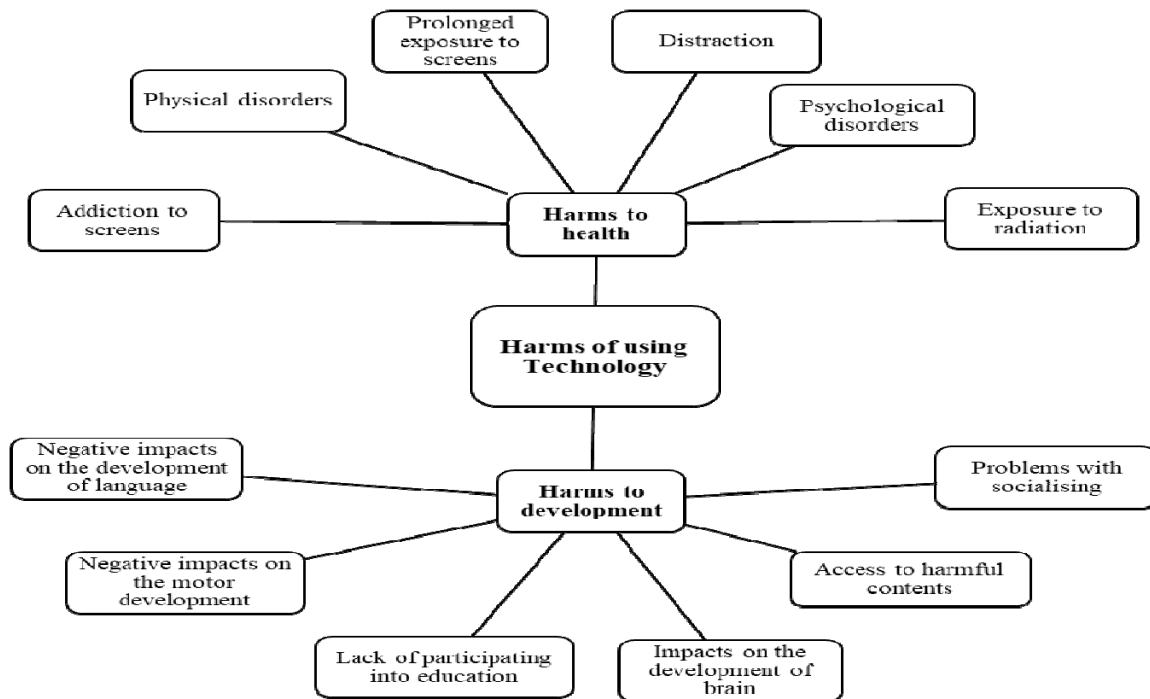 Prolonged
exposure to
screens
Distraction
Physical disorders
Psychological
disorders
Addiction to
screens
Harms to
health
Exposure to
radiation
Harms of using
Technology
Negative impacts
on the development
of language
Harms to
development
Problems with
socialising
Negative impacts on
the motor
development
Access to harmful
contents
Lack of participating
into education
Impacts on the
development of
brain